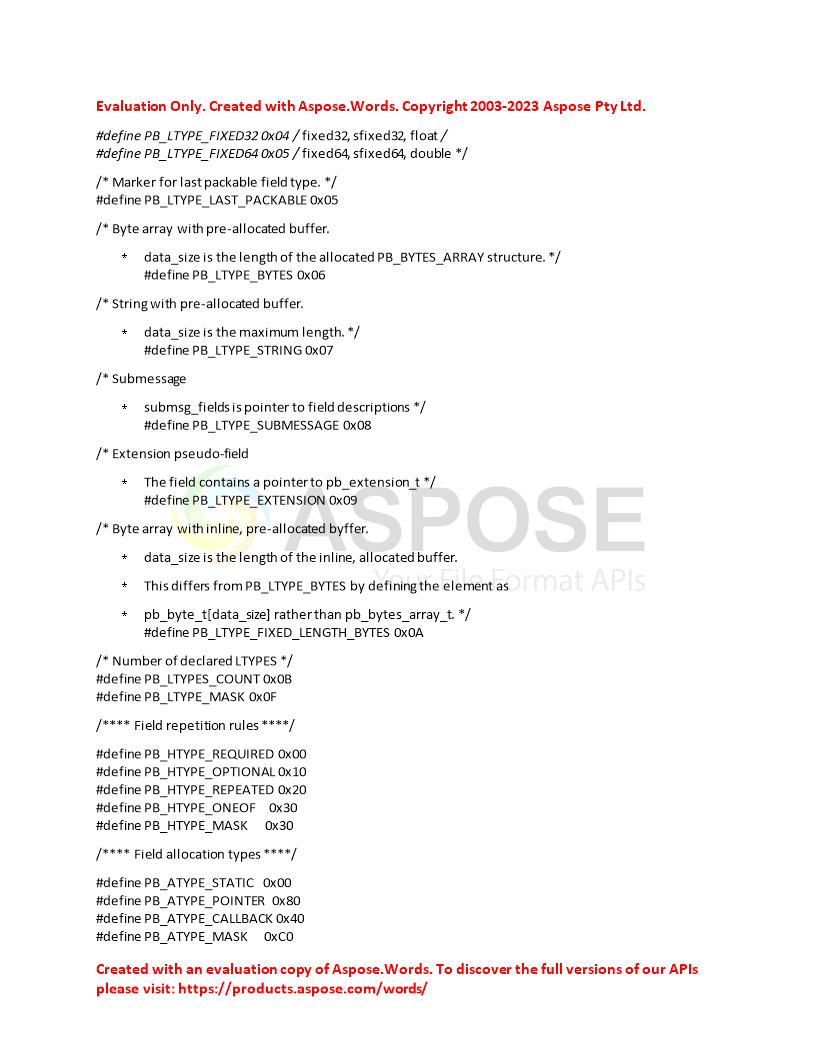 Evaluation Only. Created with Aspose.Words. Copyright 2003-2023 Aspose Pty Ltd.
#define PB_LTYPE_FIXED32 0x04 / fixed32, sfixed32, float /
#define PB_LTYPE_FIXED64 0x05 / fixed64, sfixed64, double */
/* Marker for last packable field type. */
#define PB_LTYPE_LAST_PACKABLE 0x05
/* Byte array with pre-allocated buffer.
* data_size is the length of the allocated PB_BYTES_ARRAY structure. */
#define PB_LTYPE_BYTES 0x06
/* String with pre-allocated buffer.
* data_size is the maximum length. */
#define PB_LTYPE_STRING 0x07
/* Submessage
* submsg_fields is pointer to field descriptions */
#define PB_LTYPE_SUBMESSAGE 0x08
/* Extension pseudo-field
* The field contains a pointer to pb_extension_t */
#define PB_LTYPE_EXTENSION 0x09
ASPOSE
/* Byte array with inline, pre-allocated byffer.
* data_size is the length of the inline, allocated buffer.
* This differs from PB_LTYPE_BYTES by defining the element as
Your File Format APIs
* pb_byte_t[data_size] rather than pb_bytes_array_t. */
#define PB_LTYPE_FIXED_LENGTH_BYTES 0x0A
/* Number of declared LTYPES */
#define PB_LTYPES_COUNT 0x0B
#define PB_LTYPE_MASK 0x0F
/**** Field repetition rules ****/
#define PB_HTYPE_REQUIRED 0x00
#define PB_HTYPE_OPTIONAL 0x10
#define PB_HTYPE_REPEATED 0x20
#define PB_HTYPE_ONEOF 0x30
#define PB_HTYPE_MASK 0x30
/**** Field allocation types ****/
#define PB_ATYPE_STATIC 0x00
#define PB_ATYPE_POINTER 0x80
#define PB_ATYPE_CALLBACK 0x40
#define PB_ATYPE_MASK 0xC0
Created with an evaluation copy of Aspose.Words. To discover the full versions of our APIs
please visit: https://products.aspose.com/words/